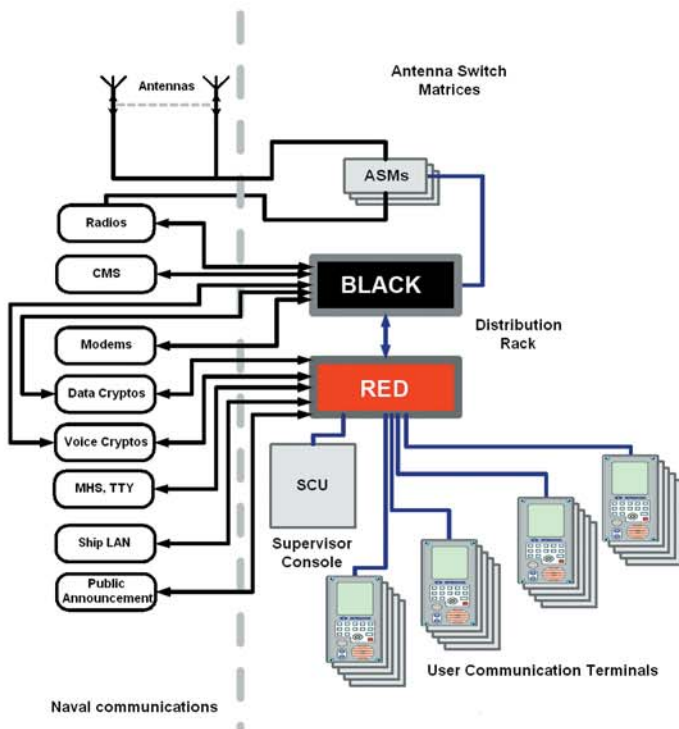 Antennas
Antenna Switch
Matrices
ASMs
Radios
CMS
BLACK
Modems
Distribution
Rack
Data Cryptos
RED
Voice Cryptos
MHS, TTY
SCU
Ship LAN
Supervisor
Console
Public
Announcement
User Communication Terminals
Naval communications